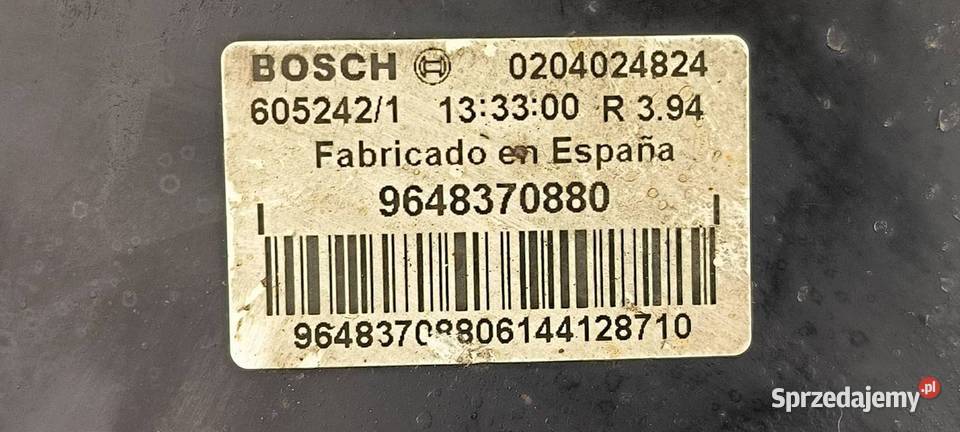 BOSCH 0204024824
605242/1 13:33:00 R 3.94
Fabricado en España
9648370880
96483708806144128710
Sprzedajemy.pl